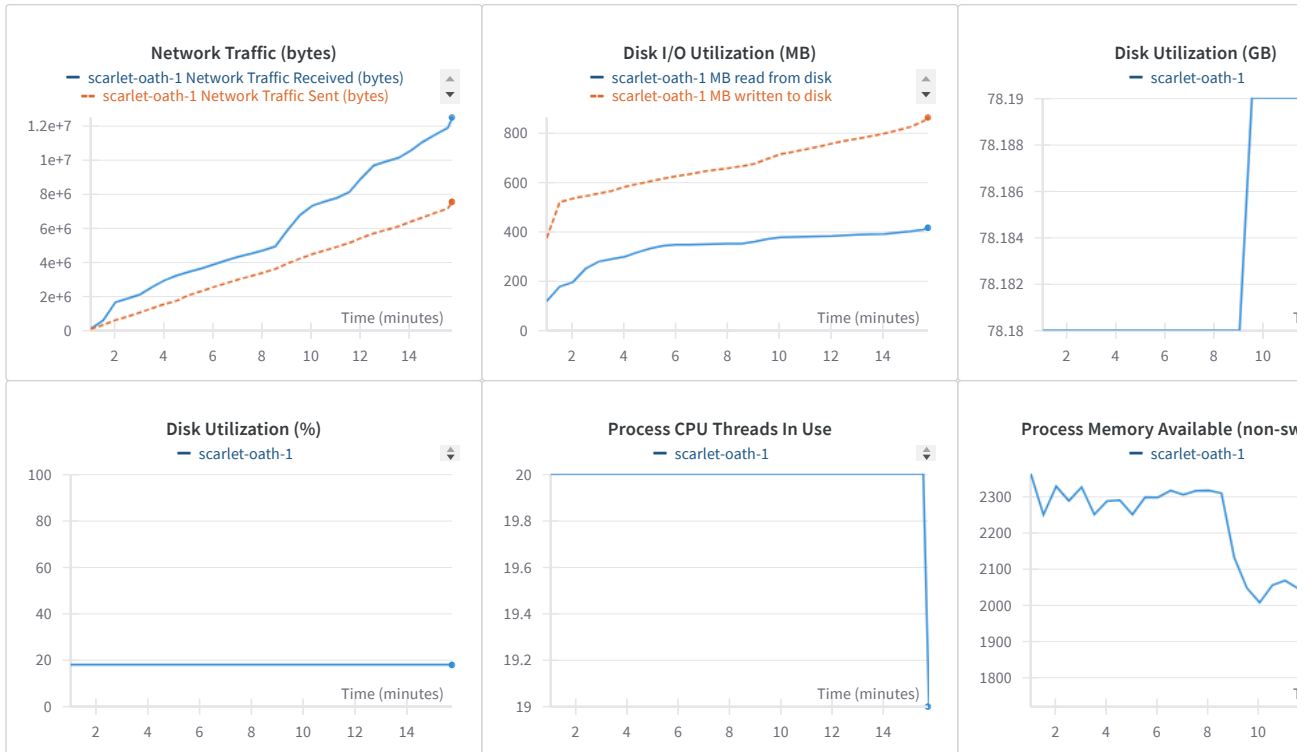 Network Traffic (bytes)
scarlet-oath-1 Network Traffic Received (bytes)
scarlet-oath-1 Network Traffic Sent (bytes)
1.2e+7
1e+7
8e+6
6e+6
4e+6
2e+6
0
Time (minutes)
2 4 6 8 10 12 14
Disk I/O Utilization (MB)
scarlet-oath-1 MB read from disk
scarlet-oath-1 MB written to disk
800
600
400
200
0
Time (minutes)
2 4 6 8 10 12 14
Disk Utilization (GB)
scarlet-oath-1
78.19
78.188
78.186
78.184
78.182
78.18
T
2 4 6 8 10
Disk Utilization (%)
scarlet-oath-1
100
80
60
40
20
0
Time (minutes)
2 4 6 8 10 12 14
Process CPU Threads In Use
scarlet-oath-1
20
19.8
19.6
19.4
19.2
19
Time (minutes)
2 4 6 8 10 12 14
Process Memory Available (non-sw
scarlet-oath-1
2300
2200
2100
2000
1900
1800
T
2 4 6 8 10